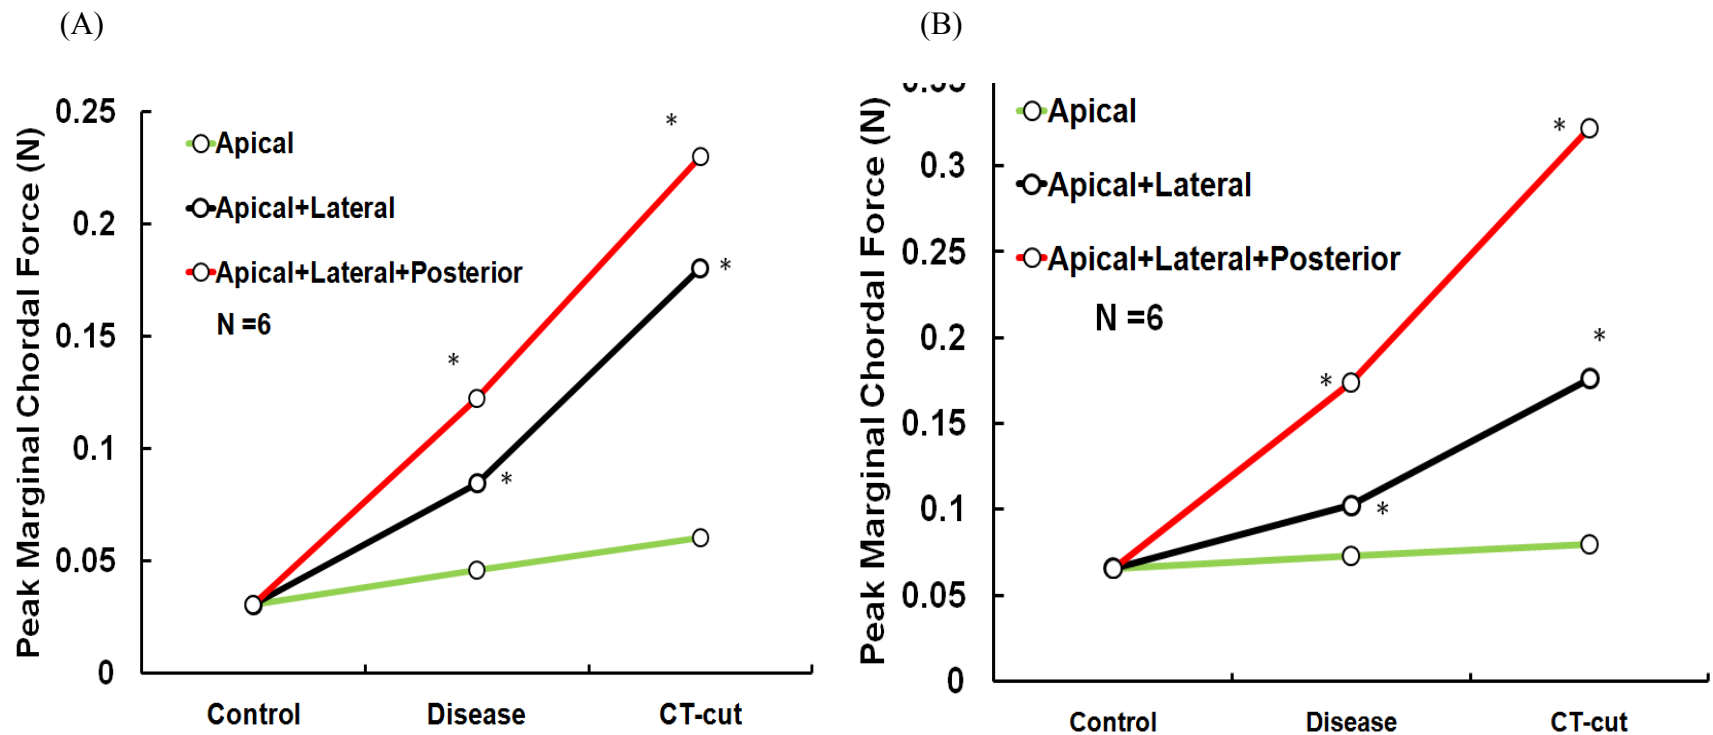 (A)
Peak Marginal Chordal Force (N)
0.25
0.2
0.15
0.1
0.05
0
Apical
Apical+Lateral
Apical+Lateral+Posterior
N =6
*
*
*
*
Control
Disease
CT-cut
(B)
Peak Marginal Chordal Force (N)
0.3
0.25
0.2
0.15
0.1
0.05
0
Apical
Apical+Lateral
Apical+Lateral+Posterior
N =6
*
*
*
*
Control
Disease
CT-cut